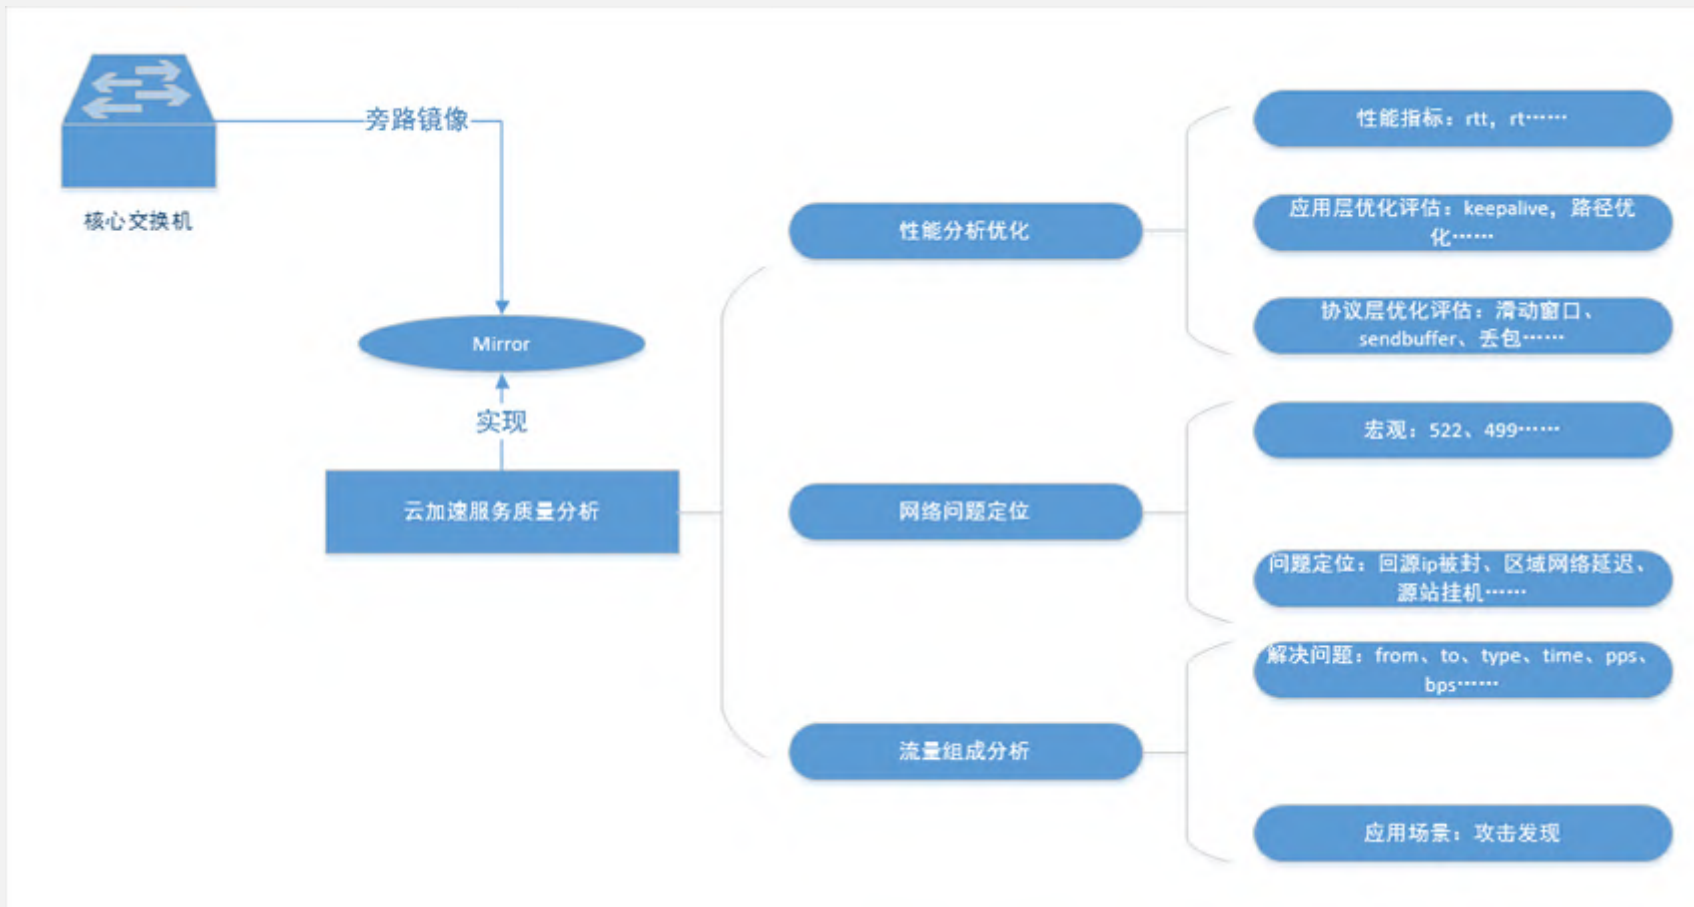 旁路镜像
核心交换机
Mirror
实现
云加速服务质量分析
性能分析优化
性能指标：rtt，rt……
应用层优化评估：keepalive，路径优
化……
协议层优化评估：滑动窗口、
sendbuffer、丢包……
网络问题定位
宏观：522、499……
问题定位：回源ip被封、区域网络延迟、
源站挂机……
流量组成分析
解决问题：from、to、type、time、pps、
bps……
应用场景：攻击发现